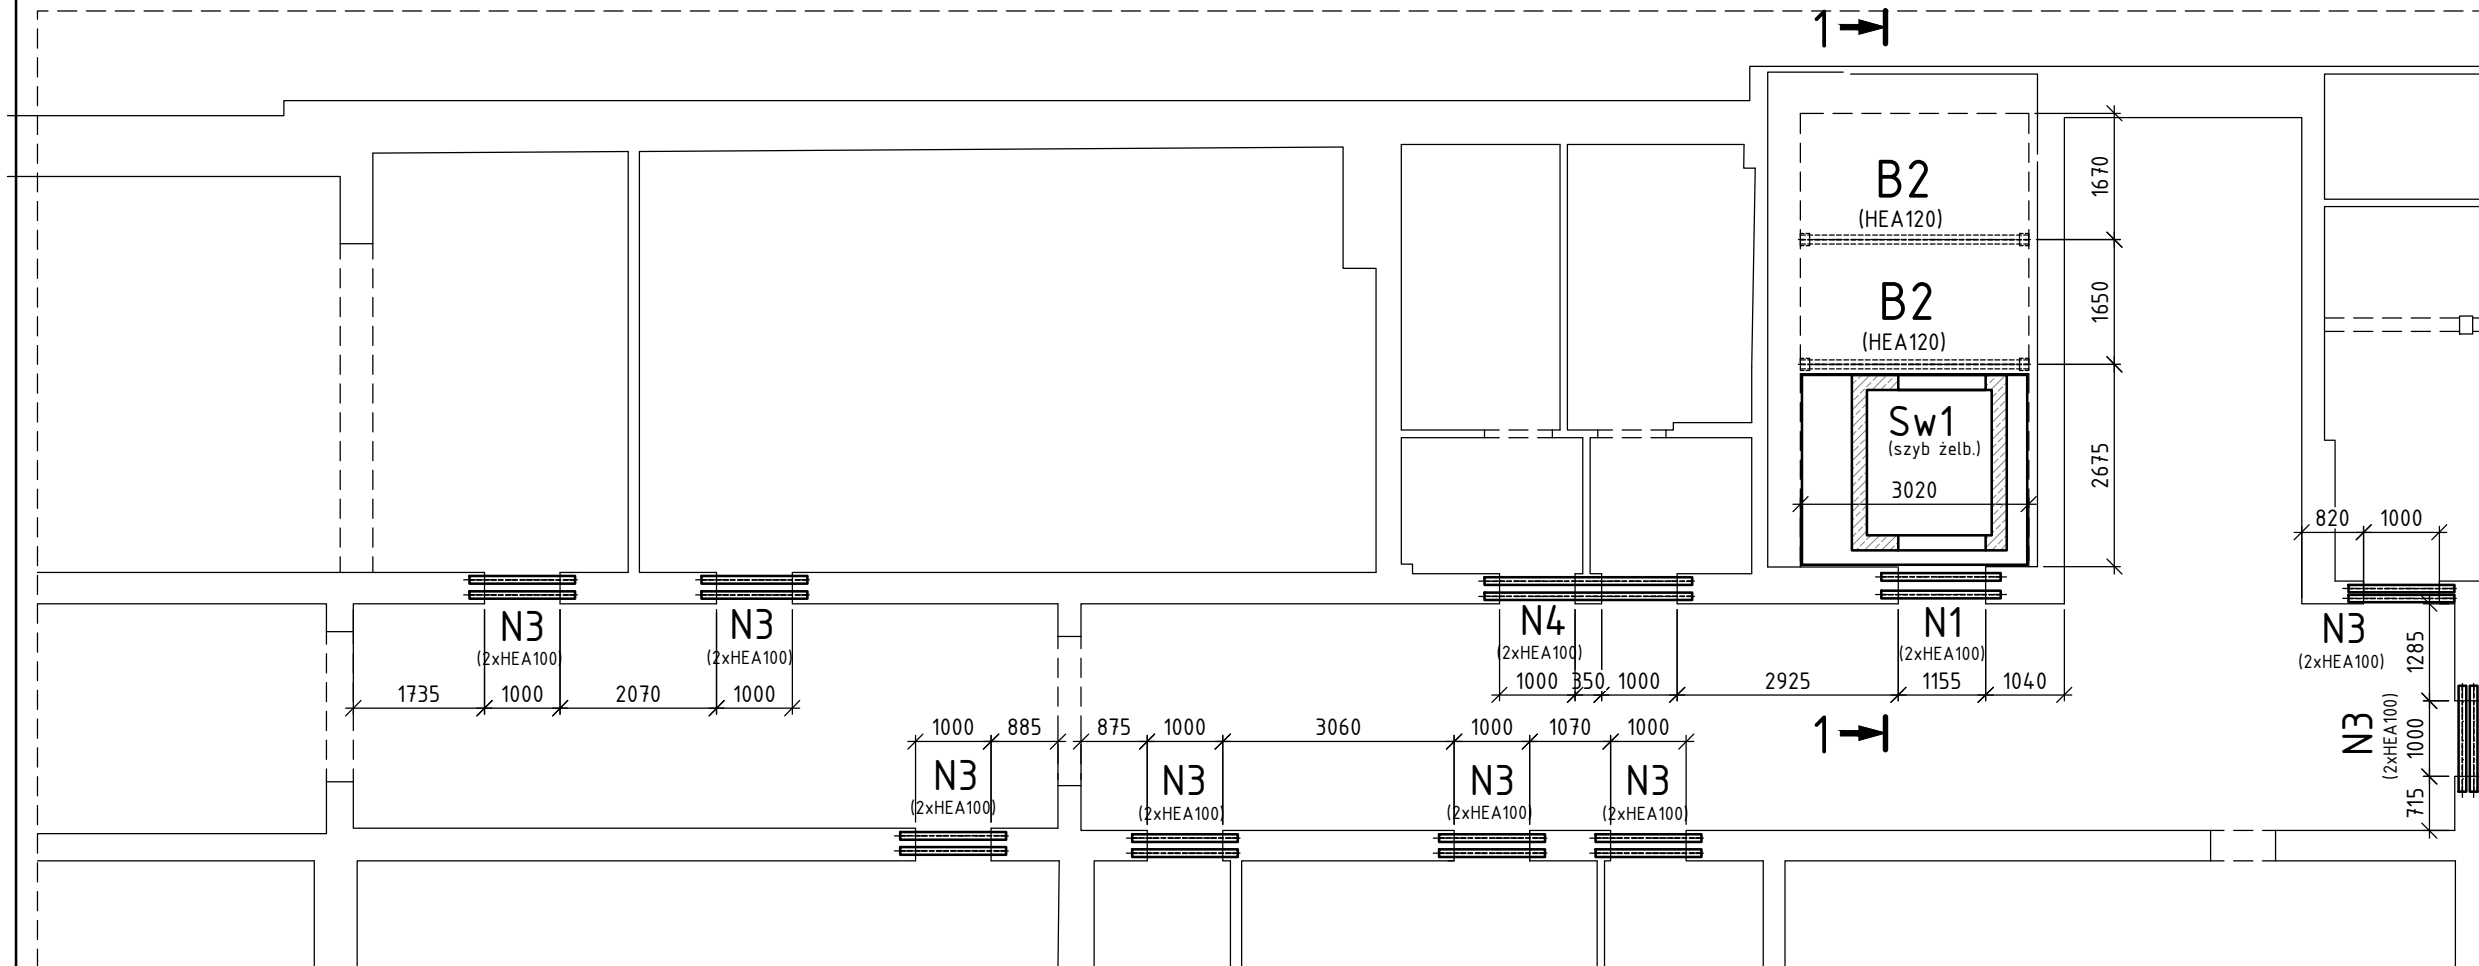 1
B2
(HEA120)
1670
B2
(HEA120)
1650
Sw1
(szyb żelb.)
2675
3020
820 1000
N3
(2xHEA100)
N3
(2xHEA100)
N4
(2xHEA100)
N1
(2xHEA100)
N3
(2xHEA100)
1285
1735 1000 2070 1000
1000 350 1000 2925 1155 1040
1000 885 875 1000 3060 1000 1070 1000
1
N3
(2xHEA100)
1000
715
N3
(2xHEA100)
N3
(2xHEA100)
N3
(2xHEA100)
N3
(2xHEA100)